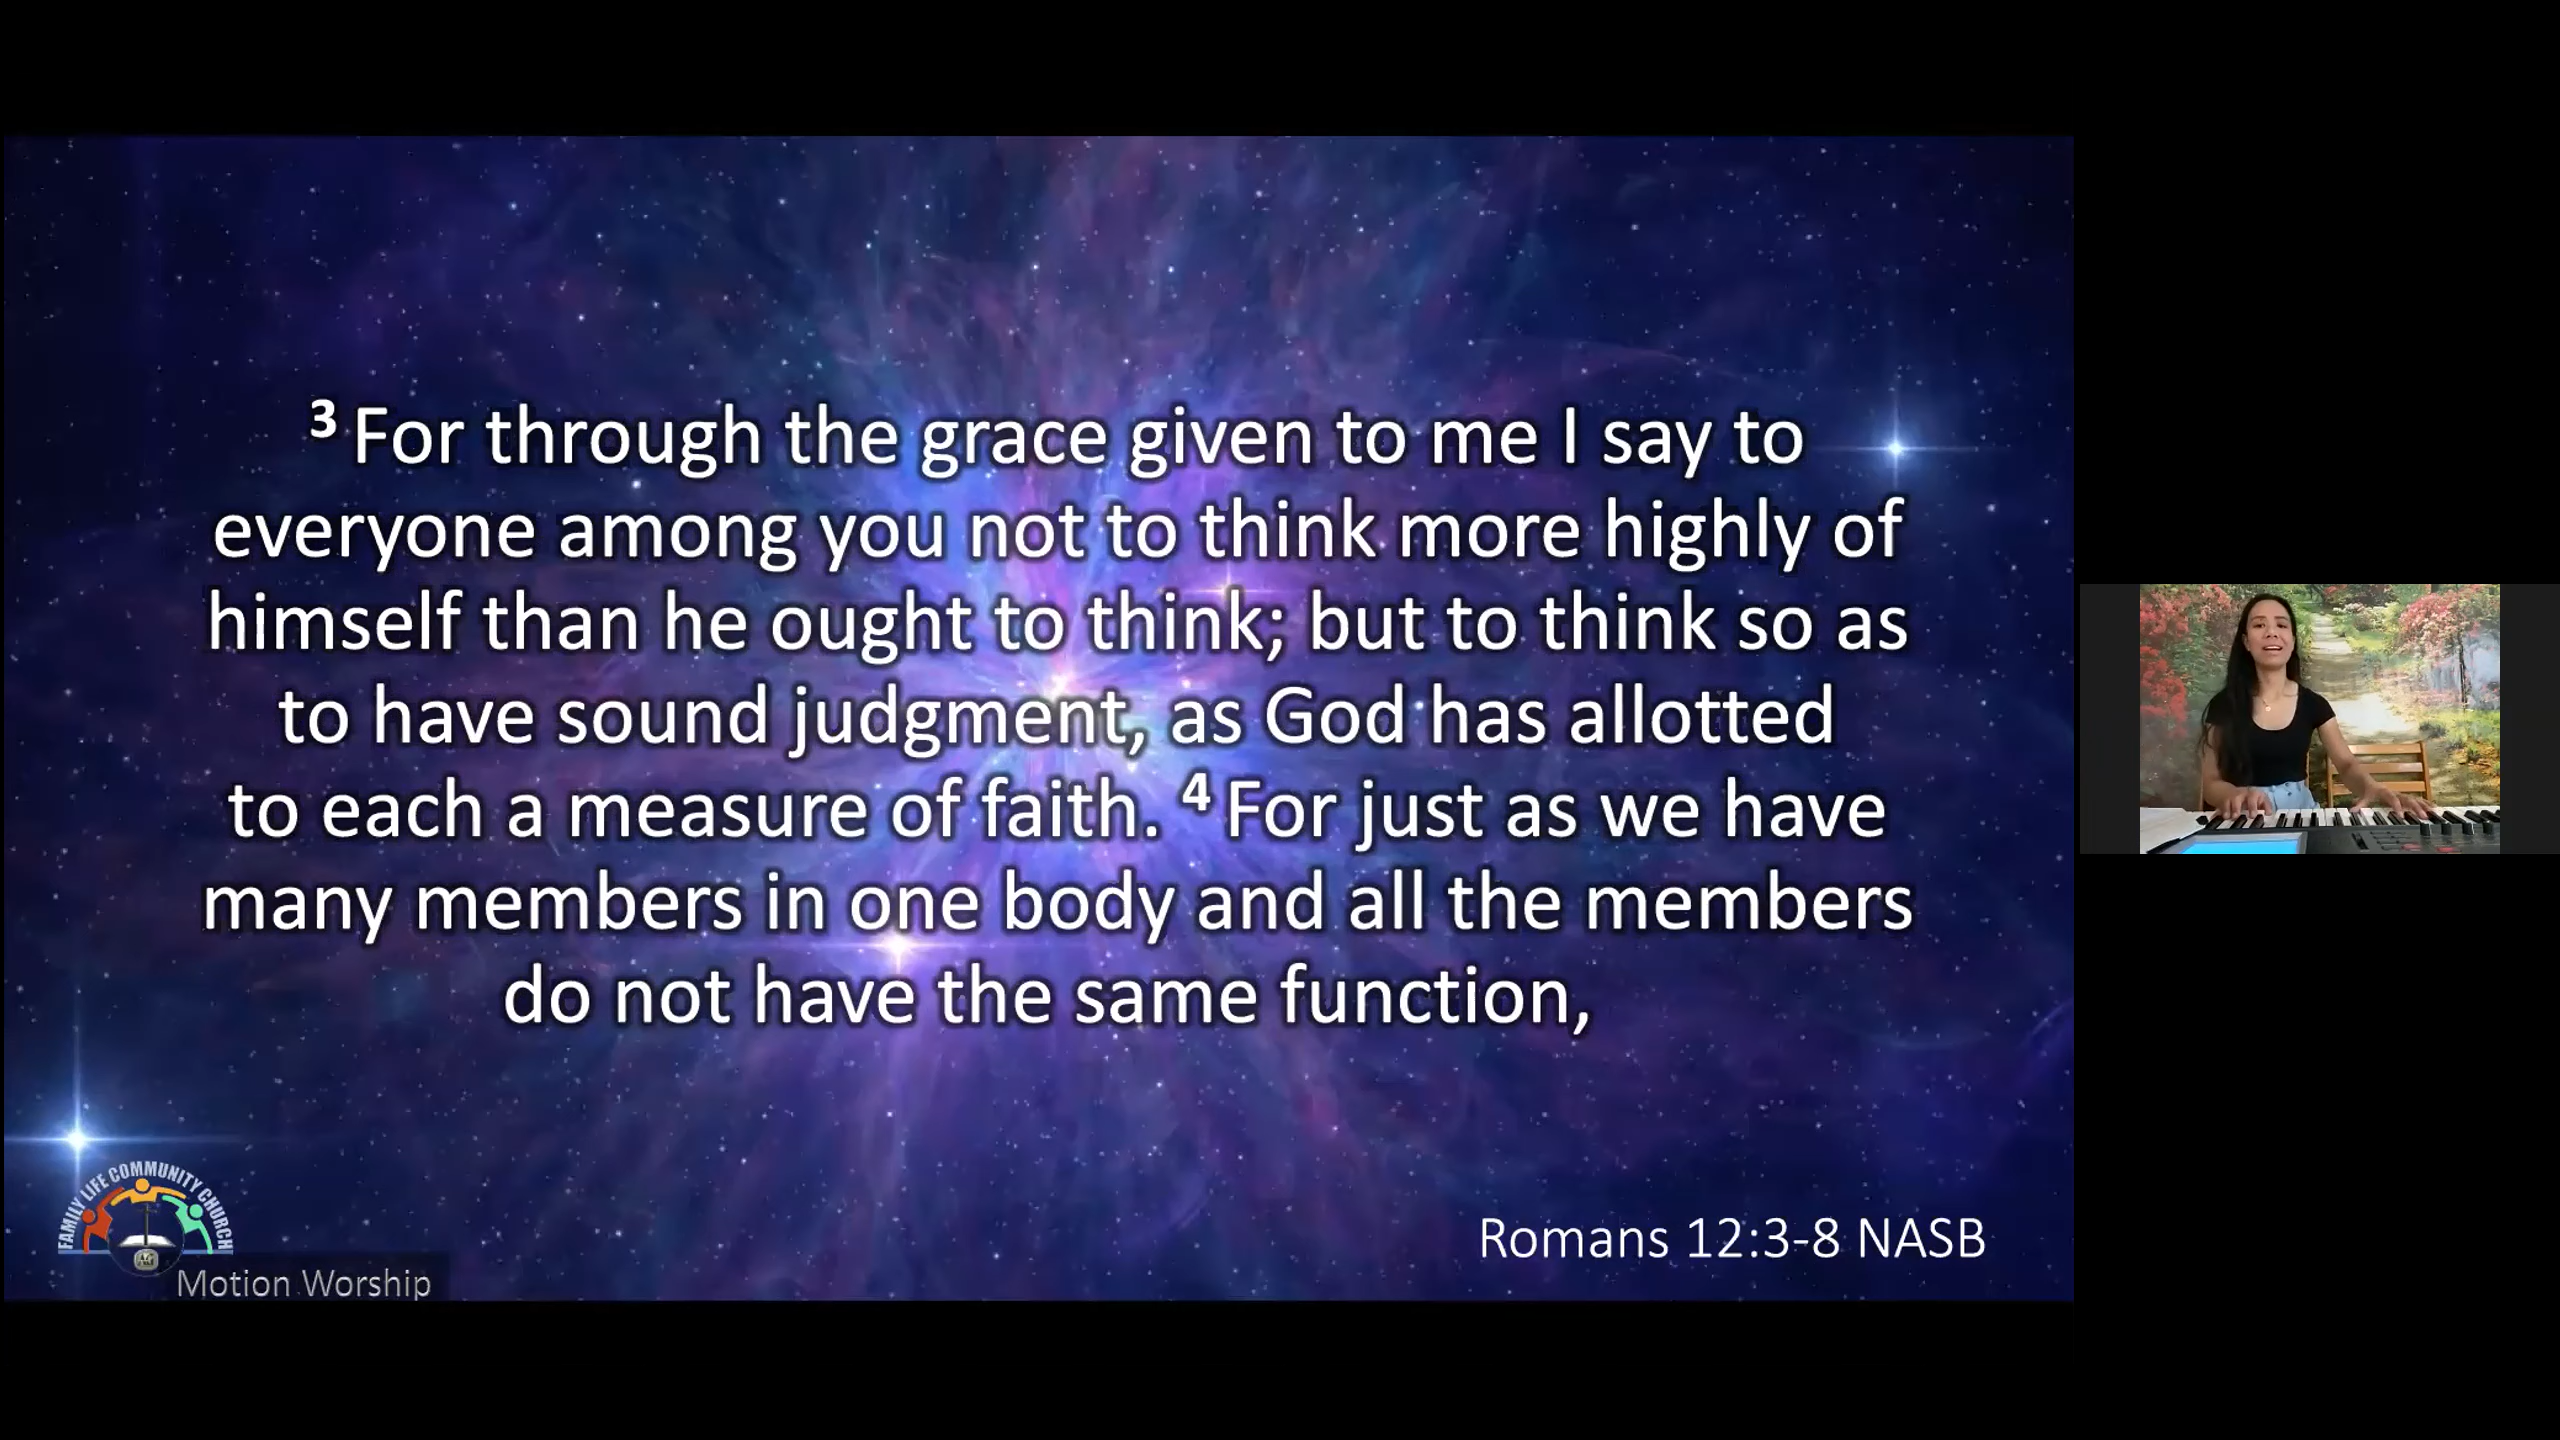 ³ For through the grace given to me I say to
everyone among you not to think more highly of
himself than he ought to think; but to think so as
to have sound judgment, as God has allotted
to each a measure of faith. ⁴ For just as we have
many members in one body and all the members
do not have the same function,
Romans 12:3-8 NASB
FAMILY LIFE COMMUNITY CHURCH
Motion Worship